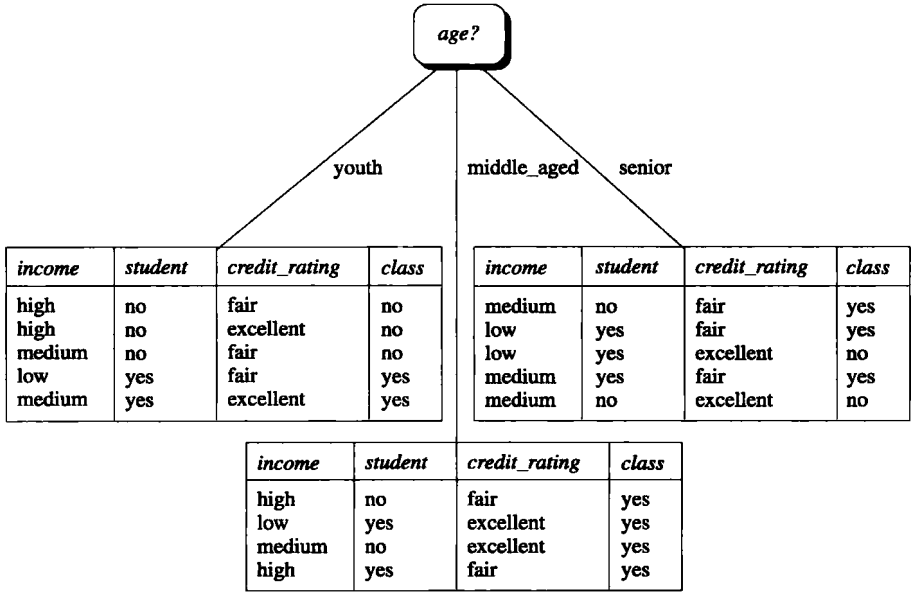 age?
youth
middle_aged
senior
income student credit_rating class
high no fair no
high no excellent no
medium no fair no
low yes fair yes
medium yes excellent yes
income student credit_rating class
medium no fair yes
low yes fair yes
low yes excellent no
medium yes fair yes
medium no excellent no
income student credit_rating class
high no fair yes
low yes excellent yes
medium no excellent yes
high yes fair yes